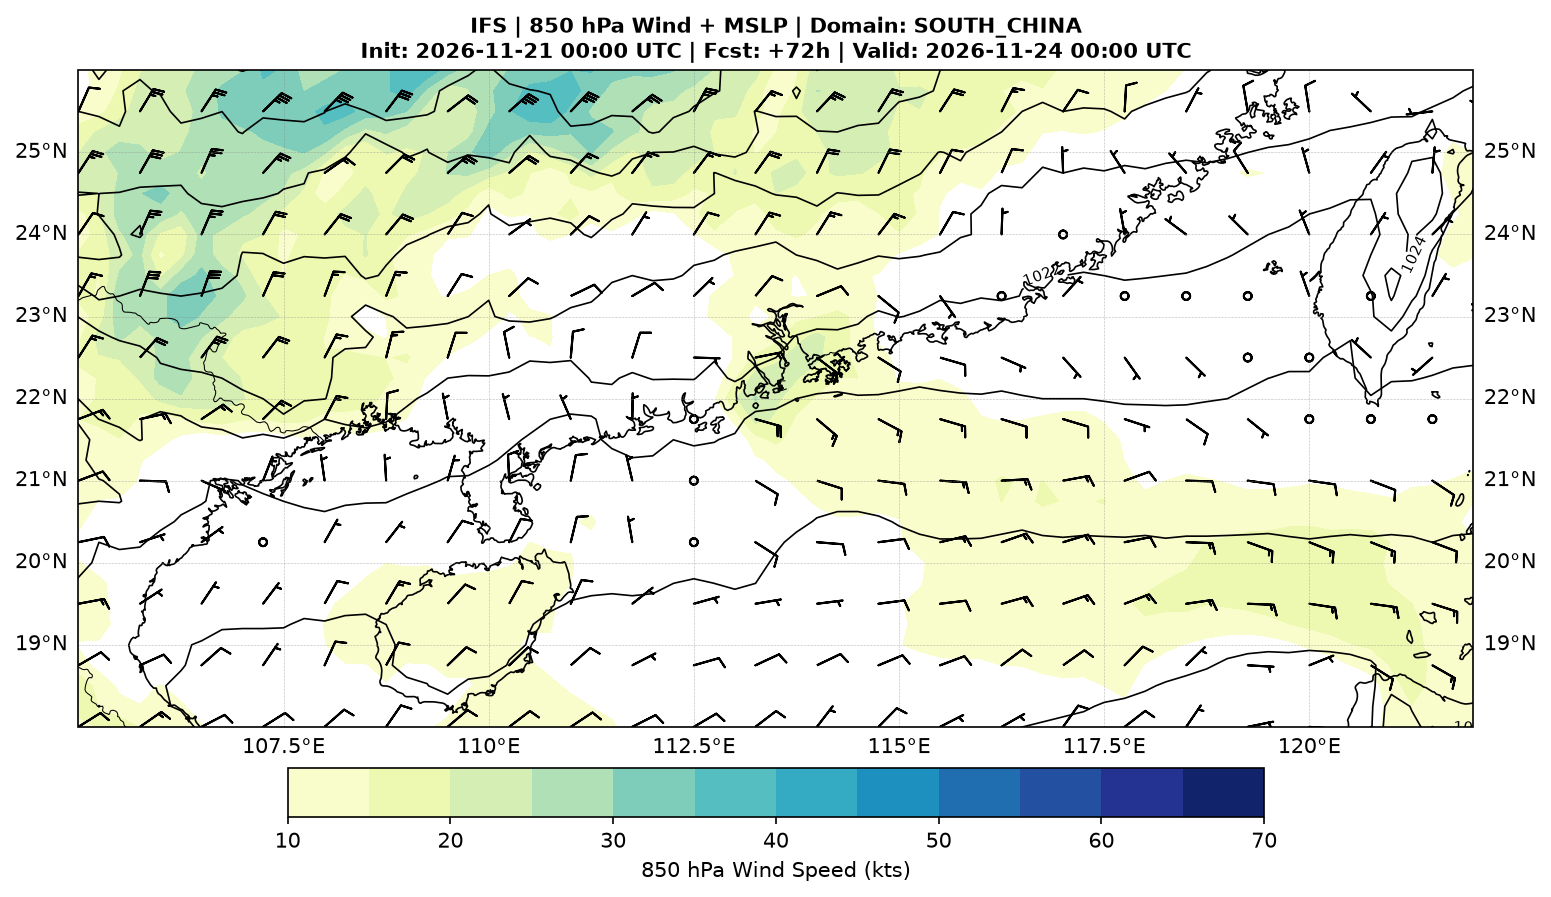 IFS | 850 hPa Wind + MSLP | Domain: SOUTH_CHINA
Init: 2026-11-21 00:00 UTC | Fcst: +72h | Valid: 2026-11-24 00:00 UTC
25°N 25°N
24°N 24°N
1024
23°N 23°N
22°N 22°N
21°N 21°N
20°N 20°N
19°N 19°N
107.5°E 110°E 112.5°E 115°E 117.5°E 120°E
10 20 30 40 50 60 70
850 hPa Wind Speed (kts)